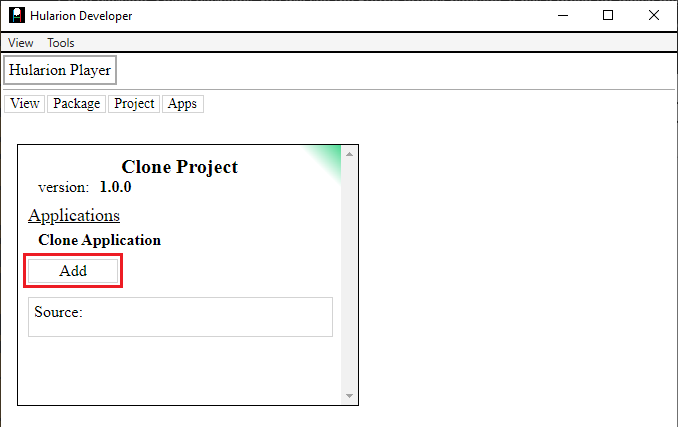 Hularion Developer
View Tools
Hularion Player
View Package Project Apps
Clone Project
version: 1.0.0
Applications
Clone Application
Add
Source: